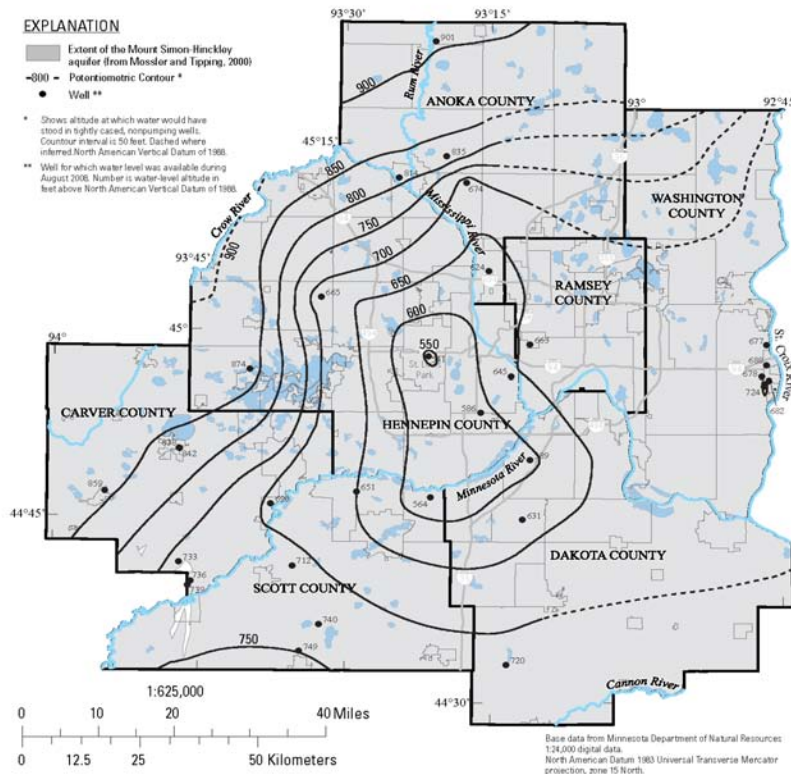 EXPLANATION
Extent of the Mount Simon-Hinckley
aquifer (from Mossler and Tipping, 2000)
-800 - Potentiometric Contour *
Well **
* Shows altitude at which water would have
stood in tightly cased, nonpumping wells.
Countour interval is 50 feet. Dashed where
inferred.North American Vertical Datum of 1988.
** Well for which water level was available during
August 2008. Number is water-level altitude in
feet above North American Vertical Datum of 1988.
93°30' 93°15'
901
Rum River
900
ANOKA COUNTY
93° 92°45'
45°15'
850
835
814
800
674
Mississippi River
WASHINGTON
COUNTY
Crow River
750
93°45'
900
700
650
624
RAMSEY
COUNTY
665
600
94° 45°
550
663
St. Croix River
677
688
678
724
682
874
645
CARVER COUNTY
586
HENNEPIN COUNTY
842
859
651
564
Minnesota River
631
44°45'
DAKOTA COUNTY
733
736
712
SCOTT COUNTY
740
750
749
720
Cannon River
44°30'
1:625,000
0 10 20 40 Miles
0 12.5 25 50 Kilometers
Base data from Minnesota Department of Natural Resources
1:24,000 digital data.
North American Datum 1983 Universal Transverse Mercator
projection, zone 15 North.